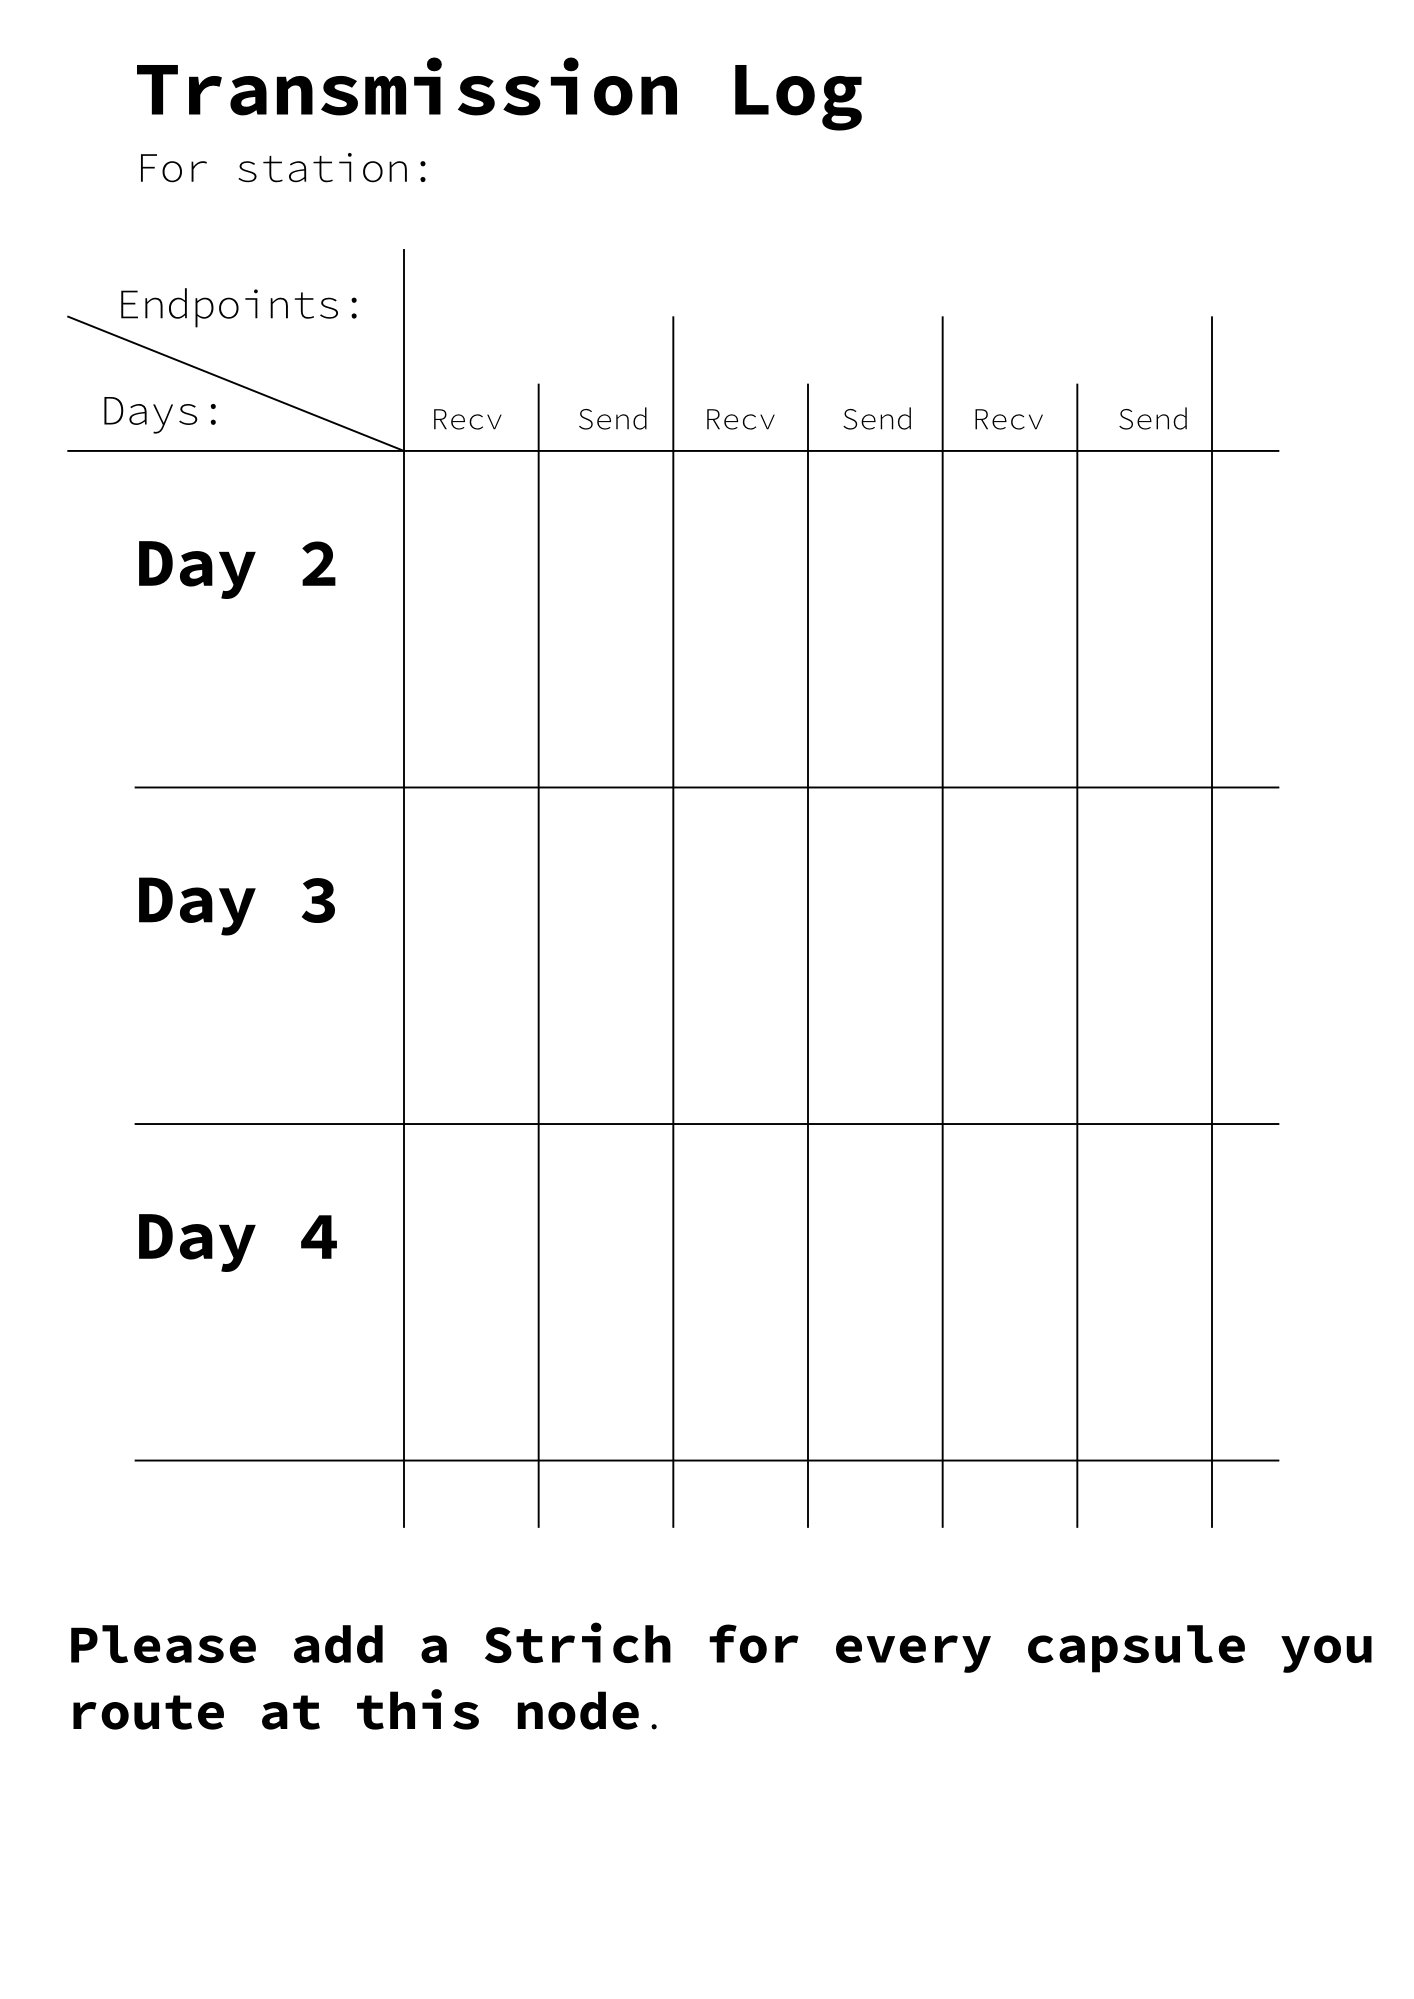 Transmission Log
For station:
Endpoints:
Days:
Recv Send Recv Send Recv Send
Day 2
Day 3
Day 4
Please add a Strich for every capsule you
route at this node.